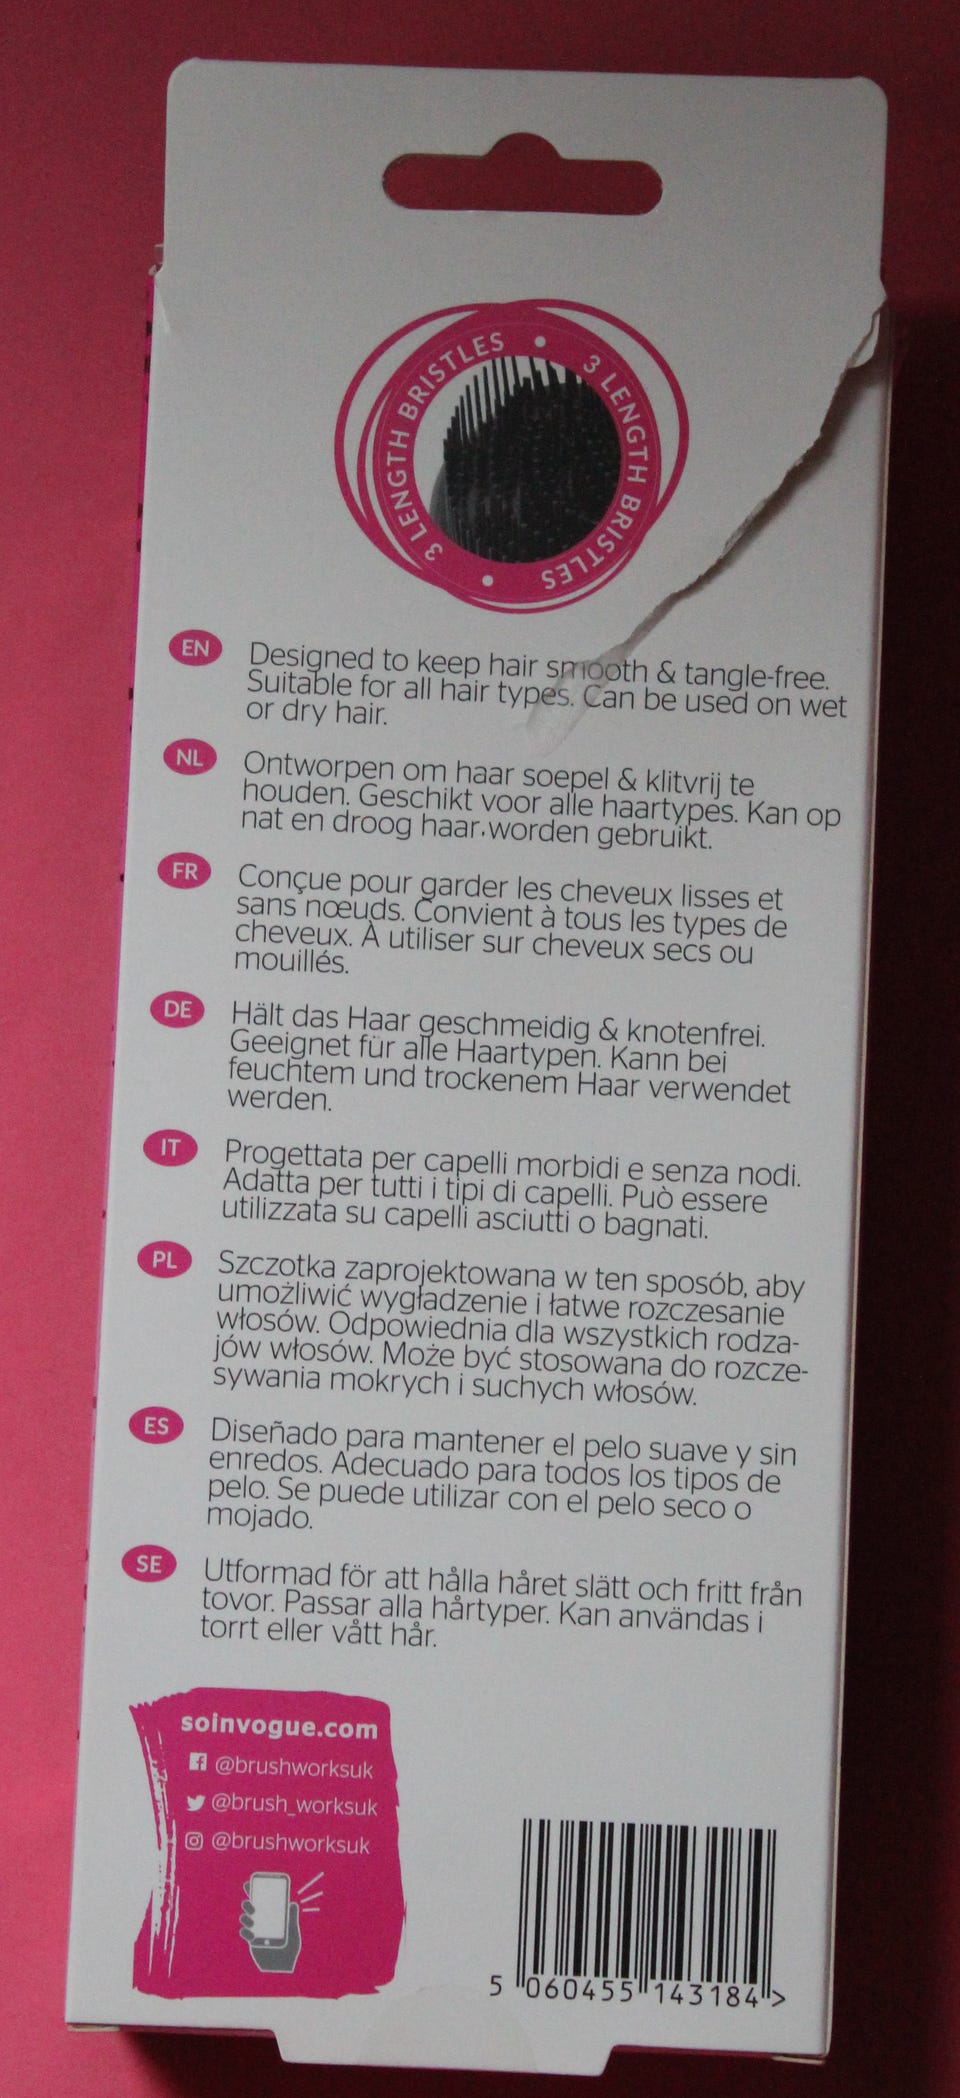 3 LENGTH BRISTLES • 3 LENGTH BRISTLES •
EN
Designed to keep hair smooth & tangle-free.
Suitable for all hair types. Can be used on wet
or dry hair.
NL
Ontworpen om haar soepel & klitvrij te
houden. Geschikt voor alle haartypes. Kan op
nat en droog haar.worden gebruikt.
FR
Conçue pour garder les cheveux lisses et
sans nœuds. Convient à tous les types de
cheveux. À utiliser sur cheveux secs ou
mouillés.
DE
Hält das Haar geschmeidig & knotenfrei.
Geeignet für alle Haartypen. Kann bei
feuchtem und trockenem Haar verwendet
werden.
IT
Progettata per capelli morbidi e senza nodi.
Adatta per tutti i tipi di capelli. Può essere
utilizzata su capelli asciutti o bagnati.
PL
Szczotka zaprojektowana w ten sposób, aby
umożliwić wygładzenie i łatwe rozczesanie
włosów. Odpowiednia dla wszystkich rodza-
jów włosów. Może być stosowana do rozcze-
sywania mokrych i suchych włosów.
ES
Diseñado para mantener el pelo suave y sin
enredos. Adecuado para todos los tipos de
pelo. Se puede utilizar con el pelo seco o
mojado.
SE
Utformad för att hålla håret slätt och fritt från
tovor. Passar alla hårtyper. Kan användas i
torrt eller vått hår.
soinvogue.com
@brushworksuk
@brush_worksuk
@brushworksuk
5 060455 143184 >